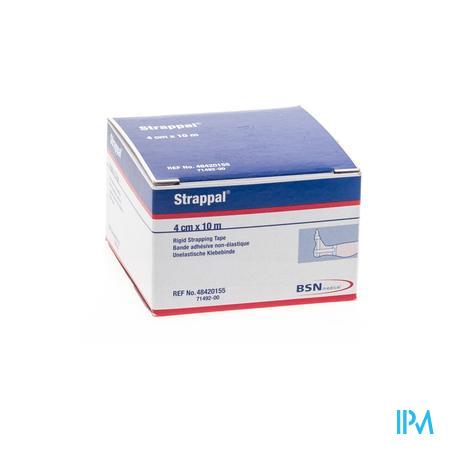 Strappal®
4 cm x 10 m
REF No. 48420155
71492-00
Strappal®
4 cm x 10 m
Rigid Strapping Tape
Bande adhésive non-élastique
Unelastische Klebebinde
REF No. 48420155
71492-00
BSN medical
IPM